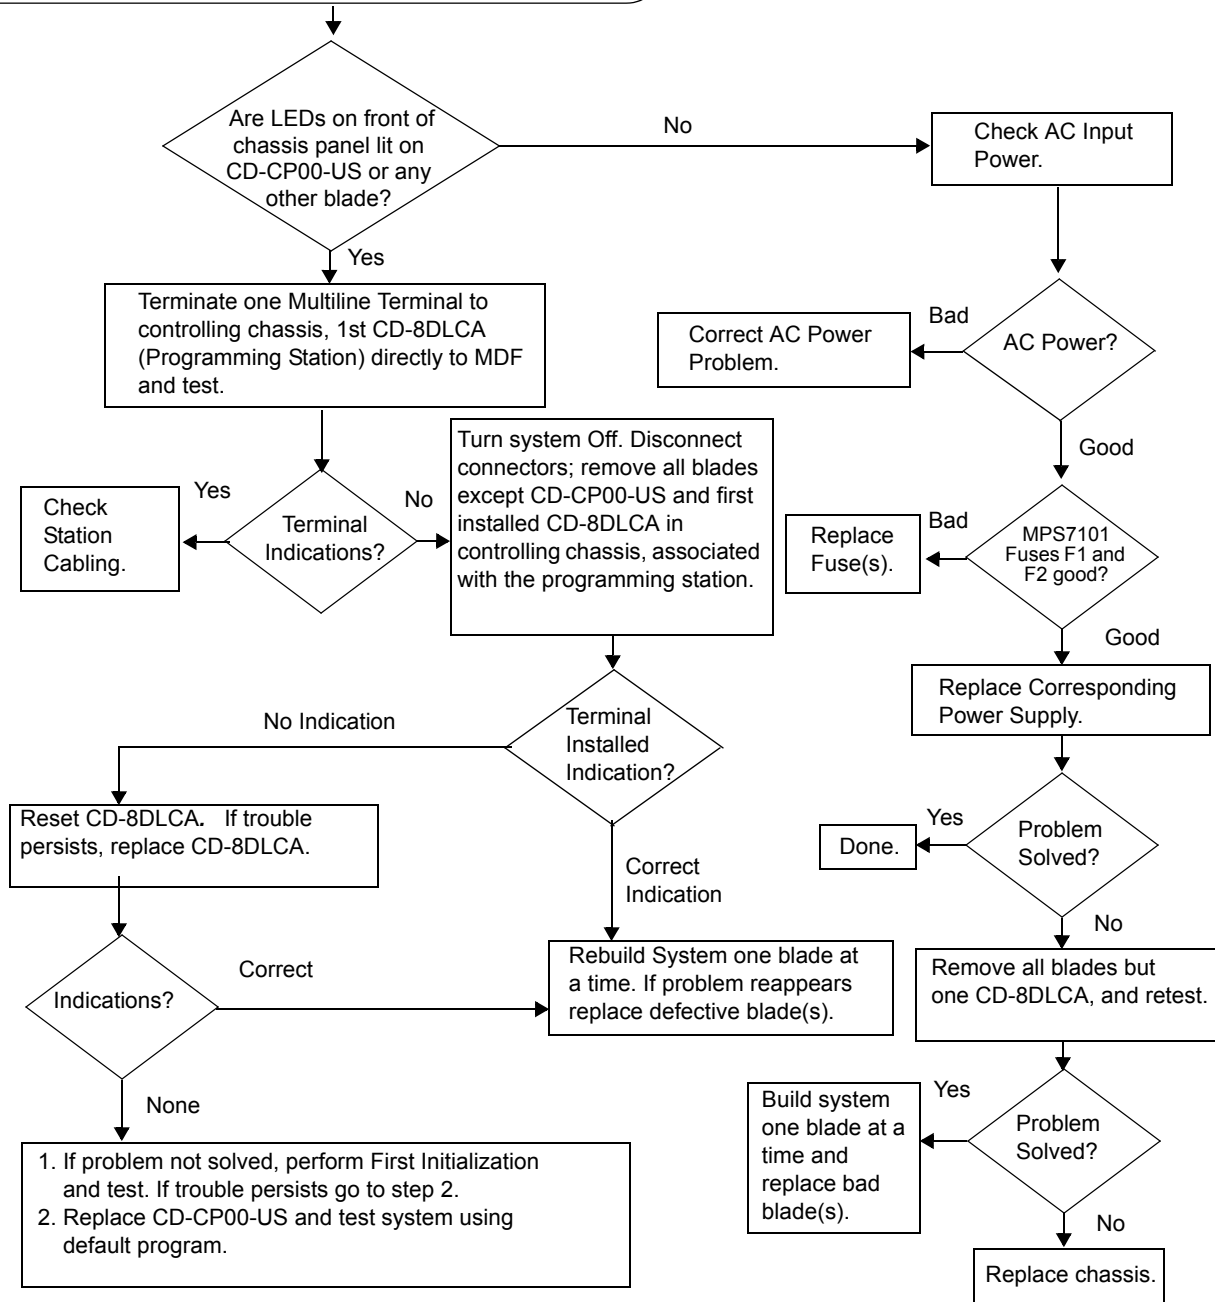 Are LEDs on front of
chassis panel lit on
CD-CP00-US or any
other blade?
No
Check AC Input
Power.
Yes
Terminate one Multiline Terminal to
controlling chassis, 1st CD-8DLCA
(Programming Station) directly to MDF
and test.
Bad
Correct AC Power
Problem.
AC Power?
Good
Yes
Check
Station
Cabling.
Terminal
Indications?
No
Turn system Off. Disconnect
connectors; remove all blades
except CD-CP00-US and first
installed CD-8DLCA in
controlling chassis, associated
with the programming station.
Bad
Replace
Fuse(s).
MPS7101
Fuses F1 and
F2 good?
Good
Replace Corresponding
Power Supply.
No Indication
Terminal
Installed
Indication?
Reset CD-8DLCA. If trouble
persists, replace CD-8DLCA.
Correct
Indication
Yes
Done.
Problem
Solved?
No
Indications?
Correct
Rebuild System one blade at
a time. If problem reappears
replace defective blade(s).
Remove all blades but
one CD-8DLCA, and retest.
None
1. If problem not solved, perform First Initialization
and test. If trouble persists go to step 2.
2. Replace CD-CP00-US and test system using
default program.
Yes
Build system
one blade at a
time and
replace bad
blade(s).
Problem
Solved?
No
Replace chassis.